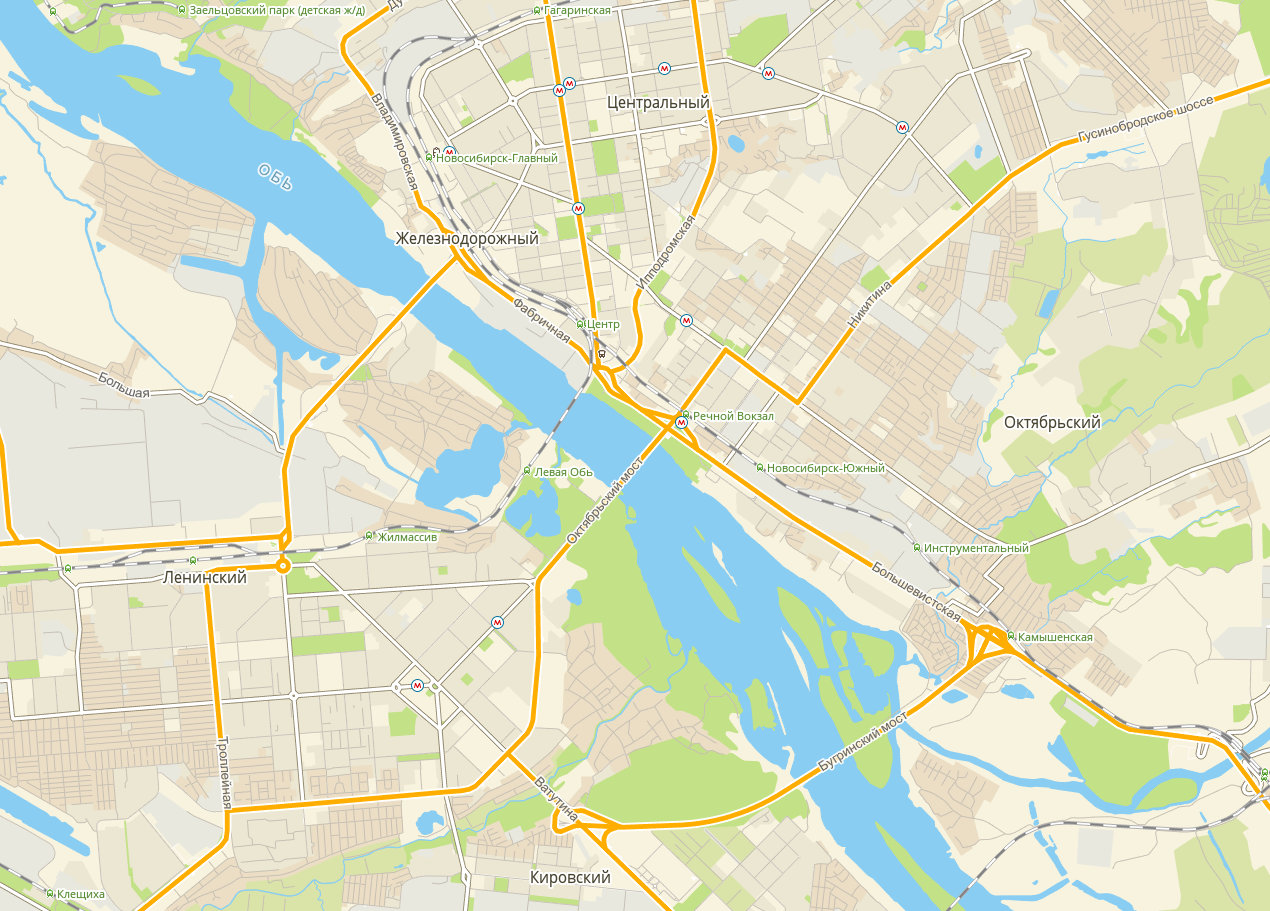 Заельцовский парк (детская ж/д)
Гагаринская
Ду
М
М
М
М
Центральный
Владимировская
Гусинобродское шоссе
М
М
Новосибирск-Главный
ОБЬ
М
Железнодорожный
Ипподромская
Никитина
Фабричная
Центр
М
Большая
Речной Вокзал
М
Октябрьский
Левая Обь
Новосибирск-Южный
Октябрьский мост
Жилмассив
Инструментальный
Ленинский
Большевистская
М
Камышенская
М
Бугринский мост
Троллейная
Ватутина
Кировский
Клещиха